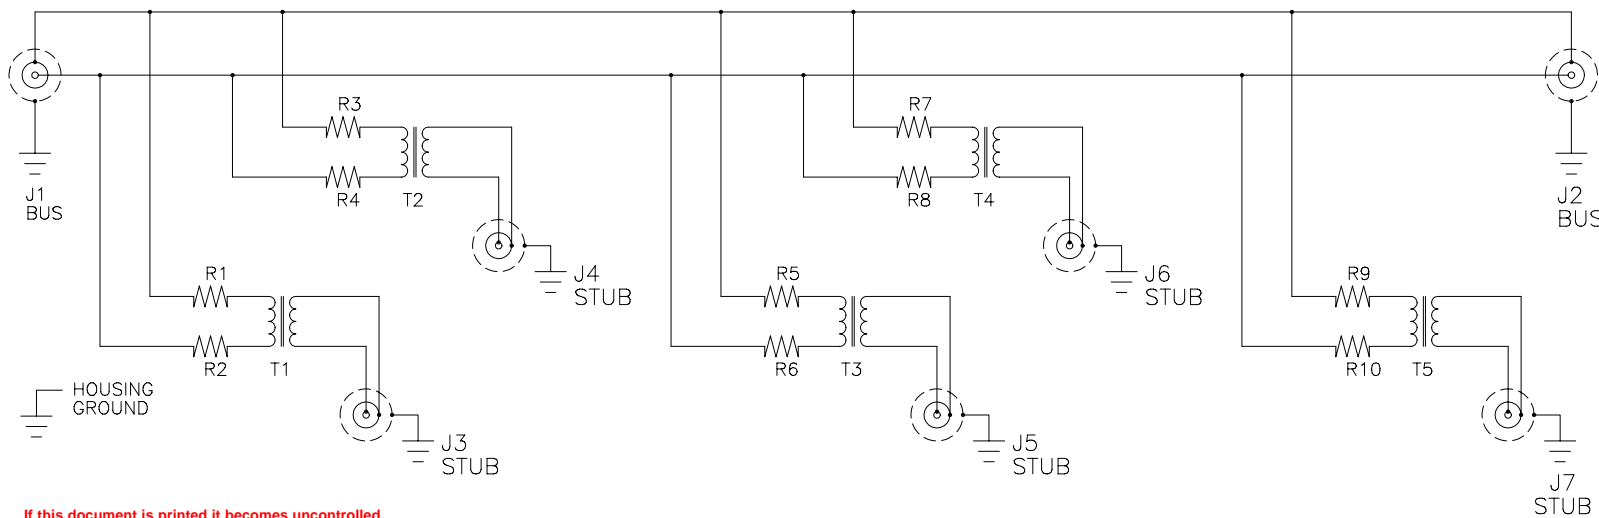 R3
R7
R4
T2
R8
T4
J1
BUS
J2
BUS
R1
J4
STUB
R5
J6
STUB
R9
R2
T1
R6
T3
R10
T5
HOUSING
GROUND
J3
STUB
J5
STUB
J7
STUB
If this document is printed it becomes uncontrolled.